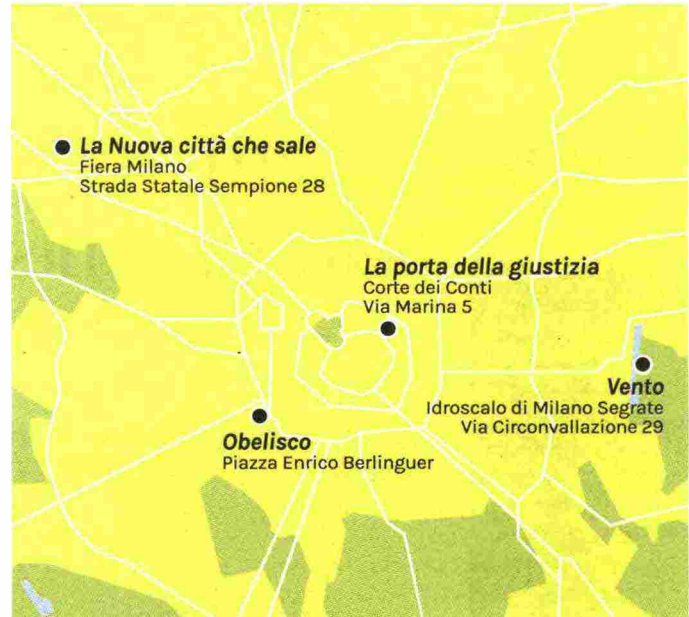 La Nuova città che sale
Fiera Milano
Strada Statale Sempione 28
La porta della giustizia
Corte dei Conti
Via Marina 5
Vento
Idroscalo di Milano Segrate
Via Circonvallazione 29
Obelisco
Piazza Enrico Berlinguer